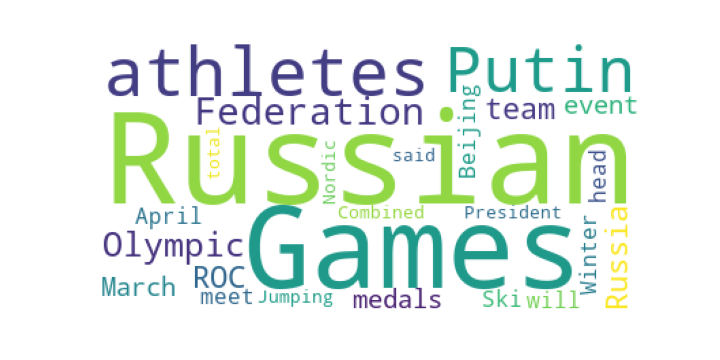 athletes Putin
Federation team event
Russian
total Nordic said Beijing head
April Combined President
Olympic Games Winter Russia
March ROC
meet Jumping medals Ski will